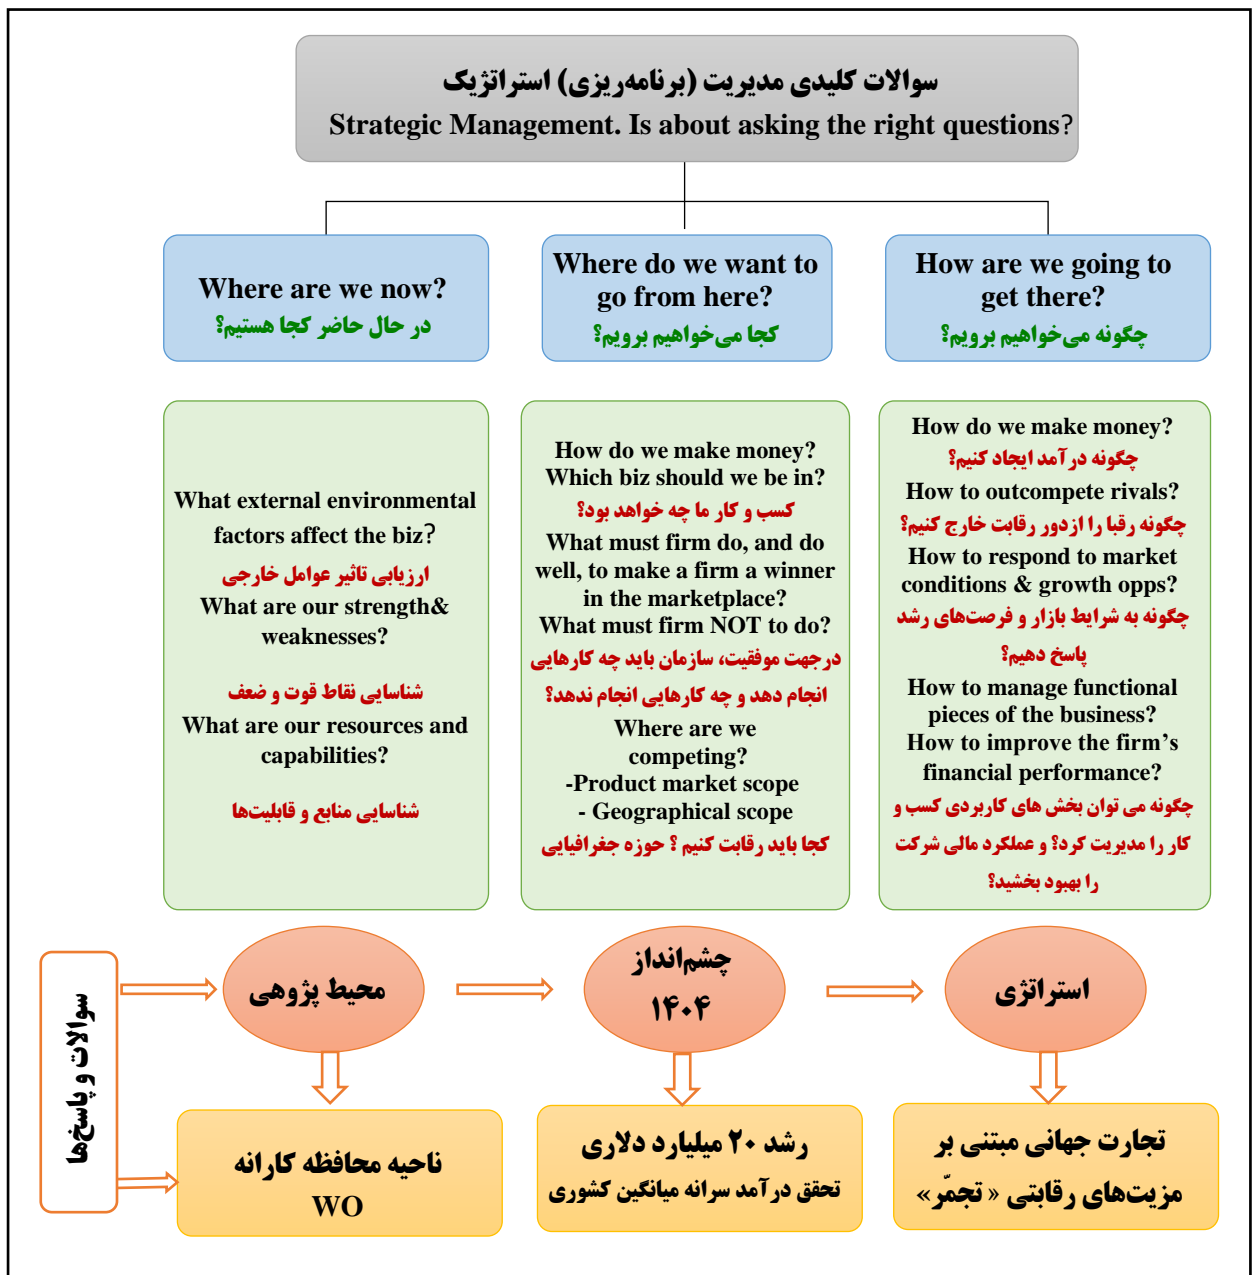 سوالات کلیدی مدیریت (برنامه‌ریزی) استراتژیک
Strategic Management. Is about asking the right questions?
Where are we now?
در حال حاضر کجا هستیم؟
Where do we want to
go from here?
کجا می‌خواهیم برویم؟
How are we going to
get there?
چگونه می‌خواهیم برویم؟
What external environmental
factors affect the biz?
ارزیابی تاثیر عوامل خارجی
What are our strength&
weaknesses?
شناسایی نقاط قوت و ضعف
What are our resources and
capabilities?
شناسایی منابع و قابلیت‌ها
How do we make money?
Which biz should we be in?
کسب و کار ما چه خواهد بود؟
What must firm do, and do
well, to make a firm a winner
in the marketplace?
What must firm NOT to do?
درجهت موفقیت، سازمان باید چه کارهایی
انجام دهد و چه کارهایی انجام ندهد؟
Where are we
competing?
-Product market scope
- Geographical scope
کجا باید رقابت کنیم ؟ حوزه جغرافیایی
How do we make money?
چگونه درآمد ایجاد کنیم؟
How to outcompete rivals?
چگونه رقبا را ازدور رقابت خارج کنیم؟
How to respond to market
conditions & growth opps?
چگونه به شرایط بازار و فرصت‌های رشد
پاسخ دهیم؟
How to manage functional
pieces of the business?
How to improve the firm’s
financial performance?
چگونه می توان بخش های کاربردی کسب و
کار را مدیریت کرد؟ و عملکرد مالی شرکت
را بهبود بخشید؟
سوالات و پاسخ‌ها
محیط پژوهی
چشم‌انداز
۱۴۰۴
استراتژی
ناحیه محافظه کارانه
WO
رشد ۲۰ میلیارد دلاری
تحقق درآمد سرانه میانگین کشوری
تجارت جهانی مبتنی بر
مزیت‌های رقابتی « تجمّر»